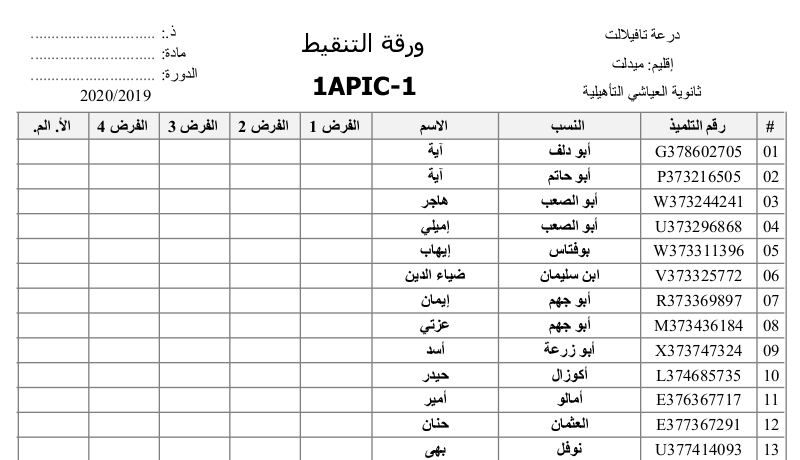 درعة تافيلالت
إقليم: ميدلت
ثانوية العياشي التأهيلية
ورقة التنقيط
1APIC-1
ذ.: ..............................
مادة: ..............................
الدورة: ..............................
2020/2019
# رقم التلميذ النسب الاسم الفرض 1 الفرض 2 الفرض 3 الفرض 4 الأ. الم.
01 G378602705 أبو دلف آية
02 P373216505 أبو حاتم آية
03 W373244241 أبو الصعب هاجر
04 U373296868 أبو الصعب إميلي
05 W373311396 بوفتاس إيهاب
06 V373325772 ابن سليمان ضياء الدين
07 R373369897 أبو جهم إيمان
08 M373436184 أبو جهم عزتي
09 X373747324 أبو زرعة أسد
10 L374685735 أكوزال حيدر
11 E376367717 أمالو أمير
12 E377367291 العثمان حنان
13 U377414093 نوفل بهي